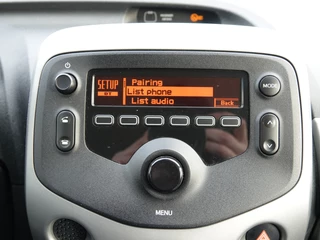 Pairing
SETUP
List phone
List audio
Back
MODE
MENU